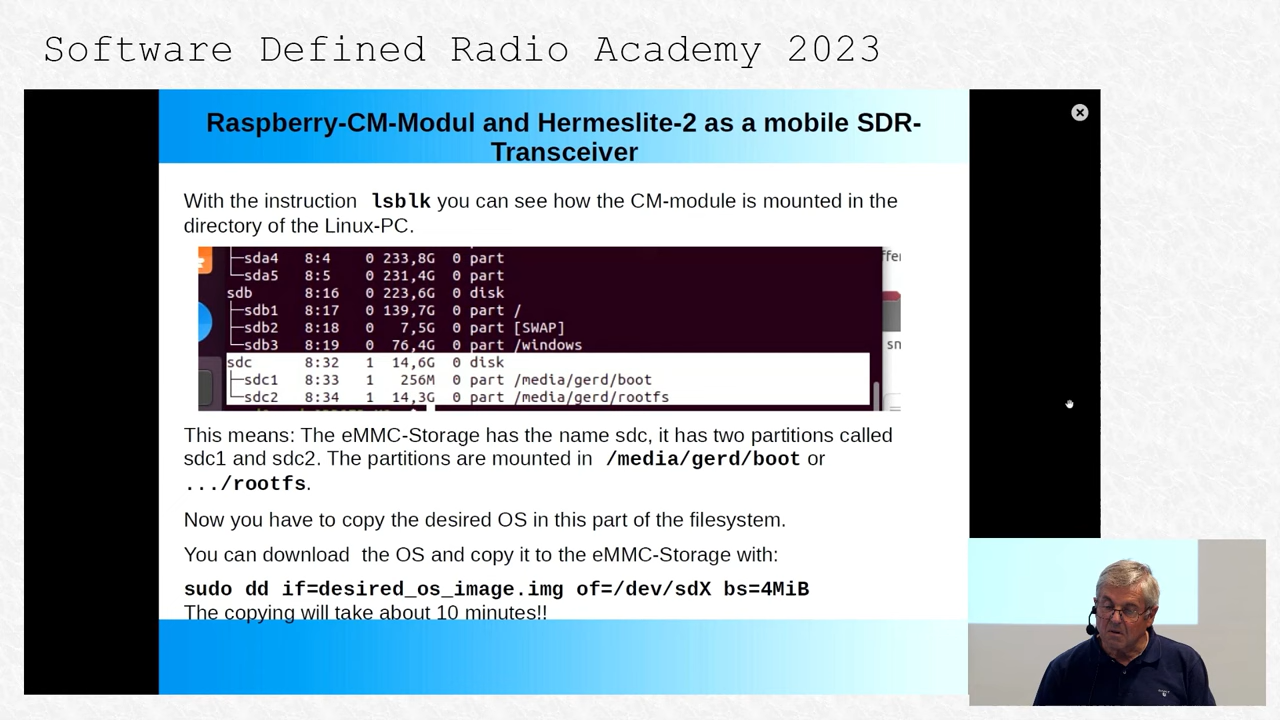 Software Defined Radio Academy 2023
Raspberry-CM-Modul and Hermeslite-2 as a mobile SDR-
Transceiver
With the instruction lsblk you can see how the CM-module is mounted in the
directory of the Linux-PC.
├─sda4 8:4 0 233,8G 0 part
└─sda5 8:5 0 231,4G 0 part
sdb 8:16 0 223,6G 0 disk
├─sdb1 8:17 0 139,7G 0 part /
├─sdb2 8:18 0 7,5G 0 part [SWAP]
└─sdb3 8:19 0 76,4G 0 part /windows
sdc 8:32 1 14,6G 0 disk
├─sdc1 8:33 1 256M 0 part /media/gerd/boot
└─sdc2 8:34 1 14,3G 0 part /media/gerd/rootfs
This means: The eMMC-Storage has the name sdc, it has two partitions called
sdc1 and sdc2. The partitions are mounted in /media/gerd/boot or
.../rootfs.
Now you have to copy the desired OS in this part of the filesystem.
You can download the OS and copy it to the eMMC-Storage with:
sudo dd if=desired_os_image.img of=/dev/sdX bs=4MiB
The copying will take about 10 minutes!!